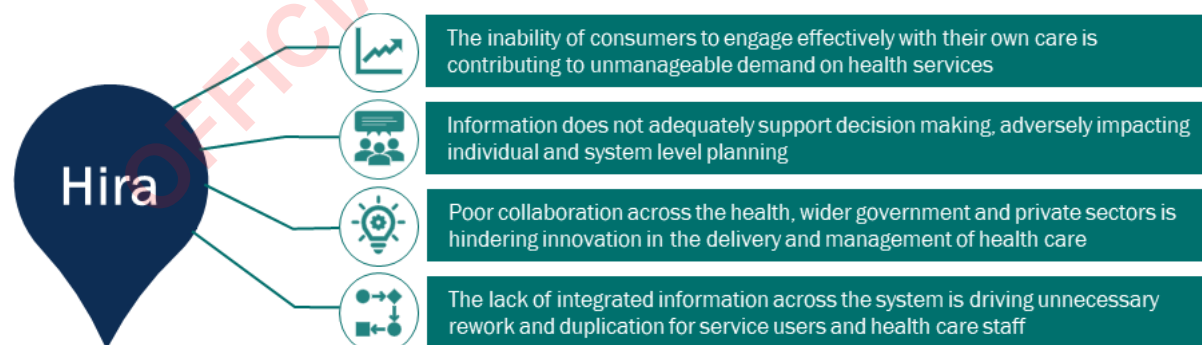 Hira
The inability of consumers to engage effectively with their own care is
contributing to unmanageable demand on health services
Information does not adequately support decision making, adversely impacting
individual and system level planning
Poor collaboration across the health, wider government and private sectors is
hindering innovation in the delivery and management of health care
The lack of integrated information across the system is driving unnecessary
rework and duplication for service users and health care staff
OFFICIA